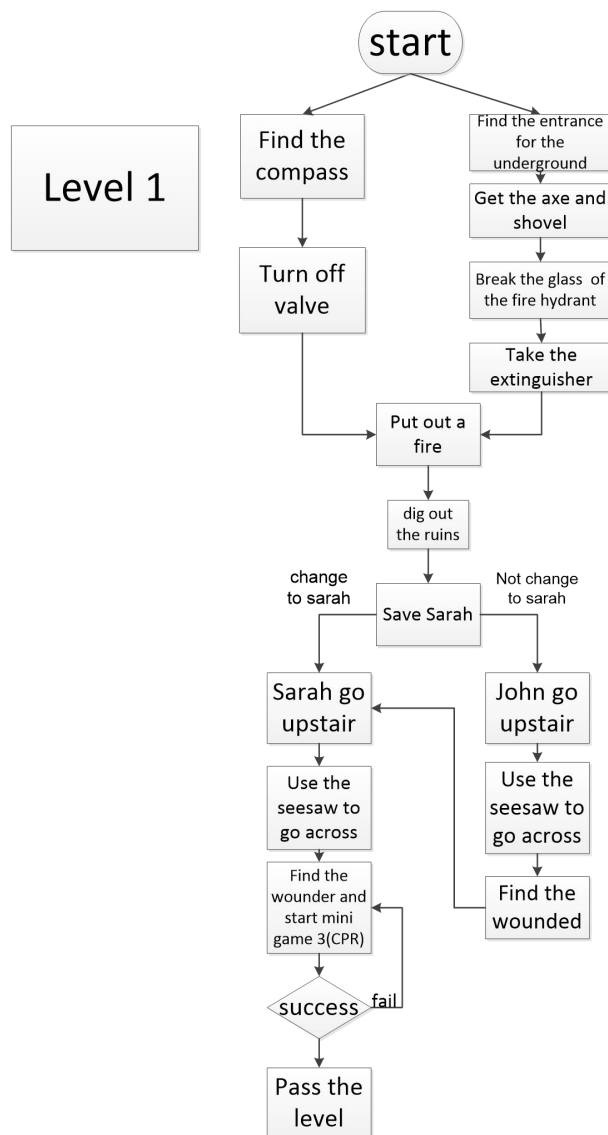 start
Level 1
Find the
compass
Find the entrance
for the
underground
Get the axe and
shovel
Turn off
valve
Break the glass  of
the fire hydrant
Take the
extinguisher
Put out a
fire
dig out
the ruins
change
to sarah
Not change
to sarah
Save Sarah
Sarah go
upstair
John go
upstair
Use the
seesaw to
go across
Use the
seesaw to
go across
Find the
wounder and
start mini
game 3(CPR)
Find the
wounded
success
fail
Pass the
level